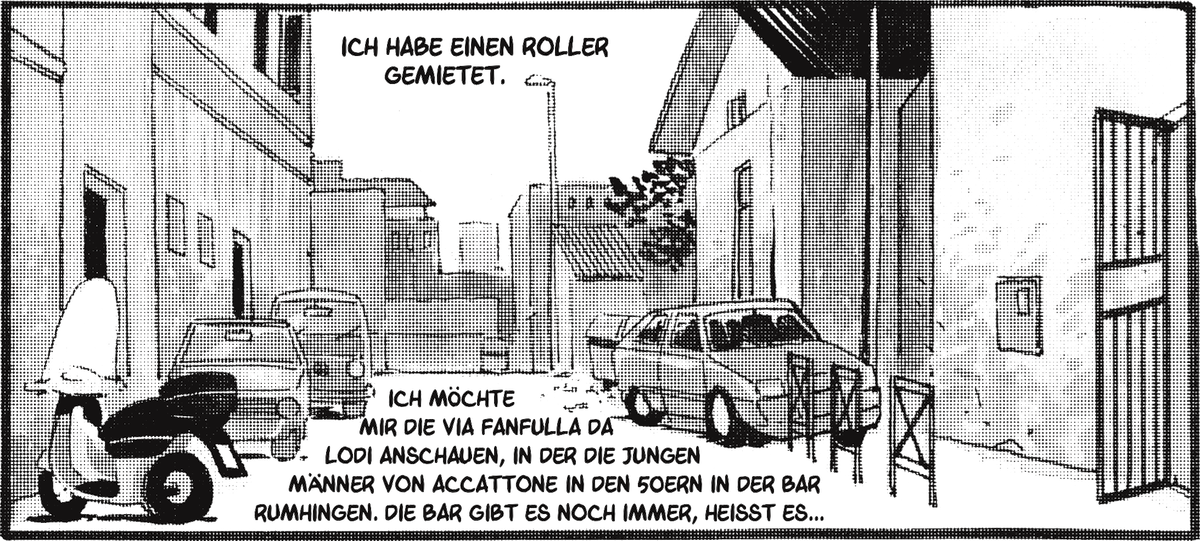 ICH HABE EINEN ROLLER
GEMIETET.
ICH MÖCHTE
MIR DIE VIA FANFULLA DA
LODI ANSCHAUEN, IN DER DIE JUNGEN
MÄNNER VON ACCATTONE IN DEN 50ERN IN DER BAR
RUMHINGEN. DIE BAR GIBT ES NOCH IMMER, HEISST ES...